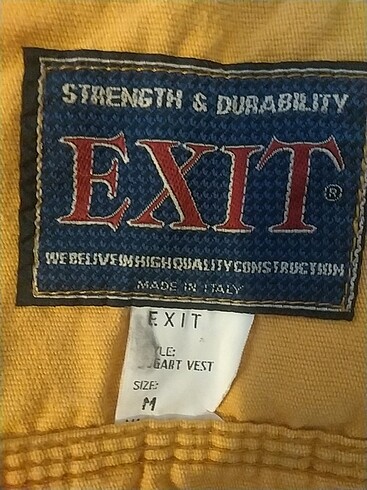 STRENGTH & DURABILITY
EXIT
®
WE BELIVE IN HIGH QUALITY CONSTRUCTION
MADE IN ITALY
EXIT
VEST
SIZE:
M